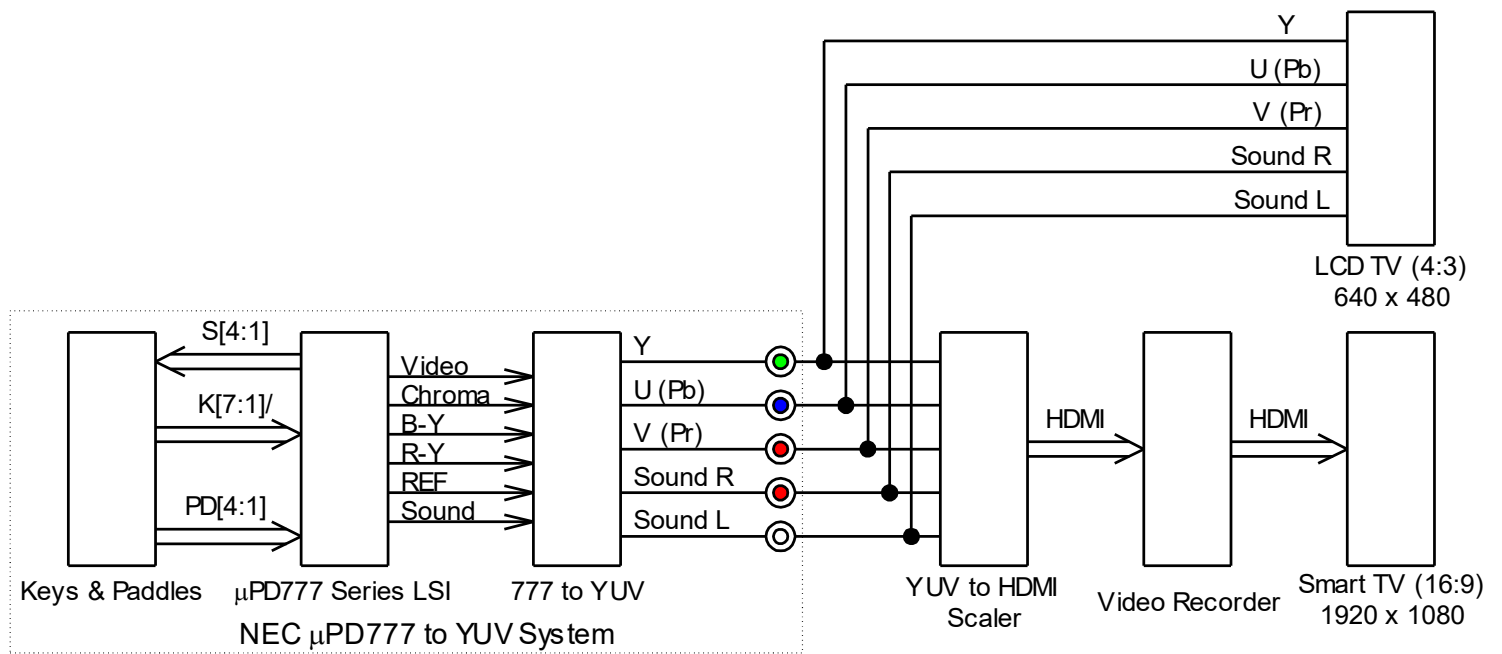 Y
U (Pb)
V (Pr)
Sound R
Sound L
LCD TV (4:3)
640 x 480
S[4:1]
K[7:1]/
PD[4:1]
Video
Chroma
B-Y
R-Y
REF
Sound
Y
U (Pb)
V (Pr)
Sound R
Sound L
HDMI
HDMI
Keys & Paddles
μPD777 Series LSI
777 to YUV
YUV to HDMI
Scaler
Video Recorder
Smart TV (16:9)
1920 x 1080
NEC μPD777 to YUV System